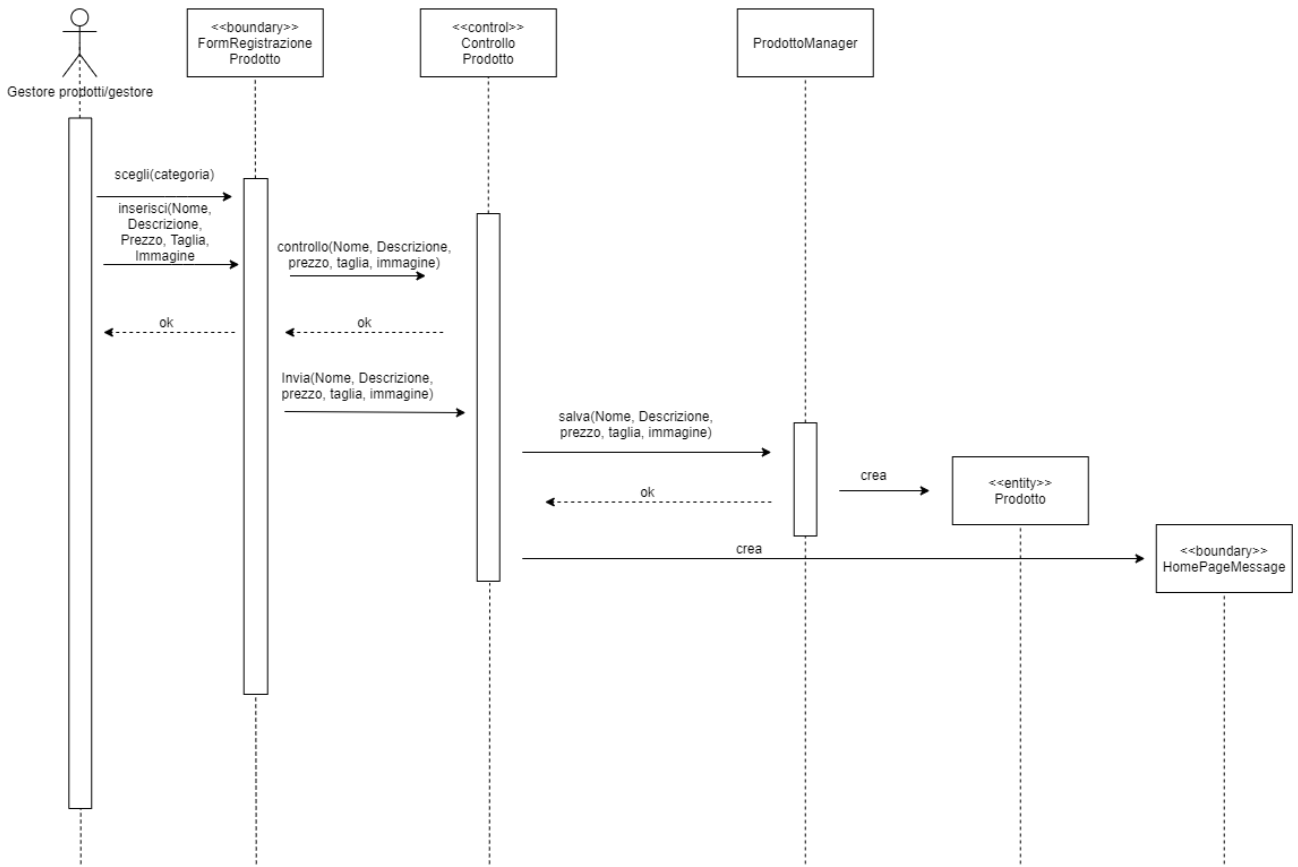 <<boundary>>
FormRegistrazione
Prodotto
<<control>>
Controllo
Prodotto
ProdottoManager
Gestore prodotti/gestore
scegli(categoria)
inserisci(Nome,
Descrizione,
Prezzo, Taglia,
Immagine
controllo(Nome, Descrizione,
prezzo, taglia, immagine)
ok
ok
Invia(Nome, Descrizione,
prezzo, taglia, immagine)
salva(Nome, Descrizione,
prezzo, taglia, immagine)
crea
<<entity>>
Prodotto
ok
crea
<<boundary>>
HomePageMessage